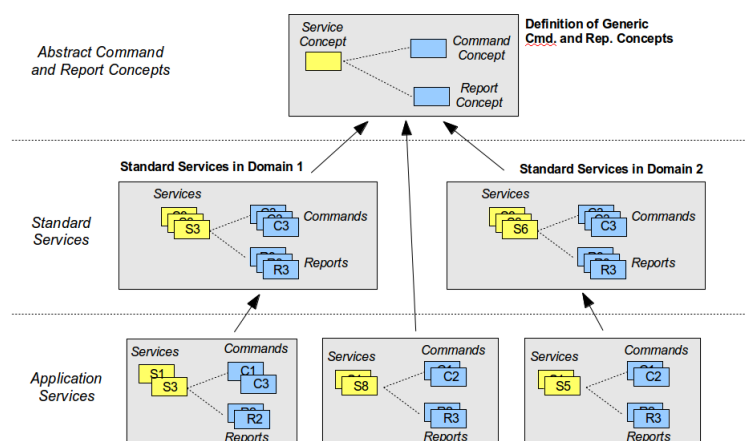 Service
Concept
Command
Concept
Report
Concept
Definition of Generic
Cmd. and Rep. Concepts
Abstract Command
and Report Concepts
Standard Services in Domain 1
Standard Services in Domain 2
Services
S3
C3
Commands
R3
Reports
Services
S6
C3
Commands
R3
Reports
Standard
Services
Services
S1
S3
Commands
C1
C3
R2
Reports
Services
S8
Commands
C2
R3
Reports
Services
S5
Commands
C2
R3
Reports
Application
Services